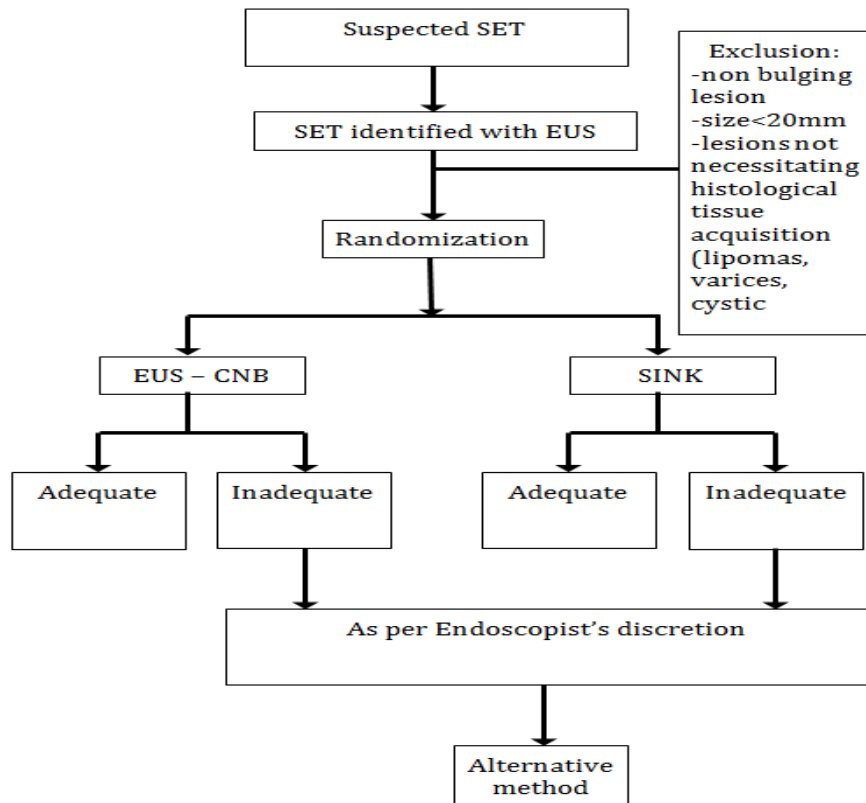 Suspected SET
Exclusion:
-non bulging
lesion
-size<20mm
-lesions not
necessitating
histological
tissue
acquisition
(lipomas,
varices,
cystic
SET identified with EUS
Randomization
EUS – CNB
SINK
Adequate
Inadequate
Adequate
Inadequate
As per Endoscopist’s discretion
Alternative
method